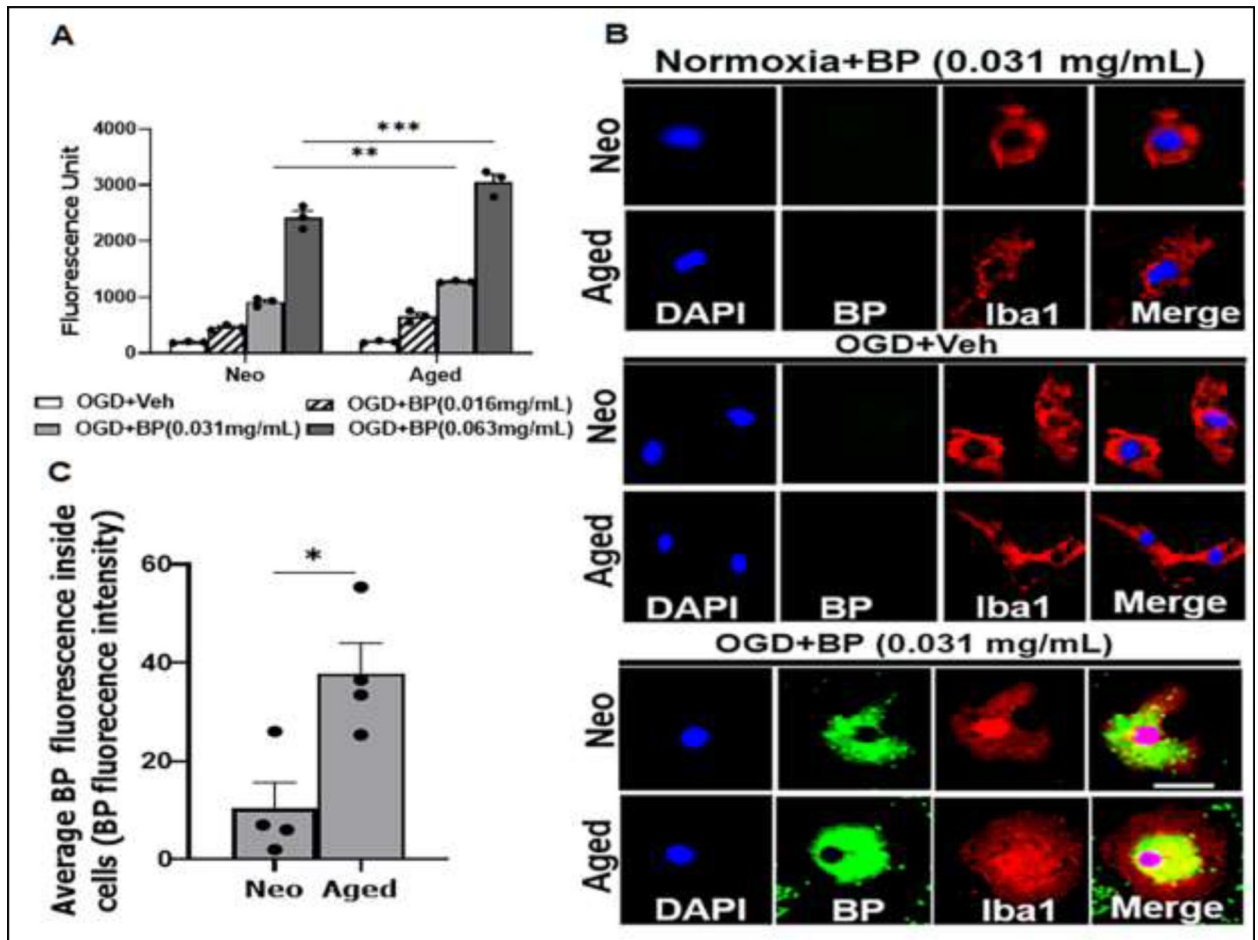 A
Fluorescence Unit
4000
3000
2000
1000
0
***
**
Neo
Aged
OGD+Veh
OGD+BP(0.016mg/mL)
OGD+BP(0.031mg/mL)
OGD+BP(0.063mg/mL)
B
Normoxia+BP (0.031 mg/mL)
Neo
Aged
DAPI
BP
Iba1
Merge
OGD+Veh
Neo
Aged
DAPI
BP
Iba1
Merge
OGD+BP (0.031 mg/mL)
Neo
Aged
DAPI
BP
Iba1
Merge
C
Average BP fluorescence inside
cells (BP fluorecence intensity)
60
40
20
0
*
Neo
Aged